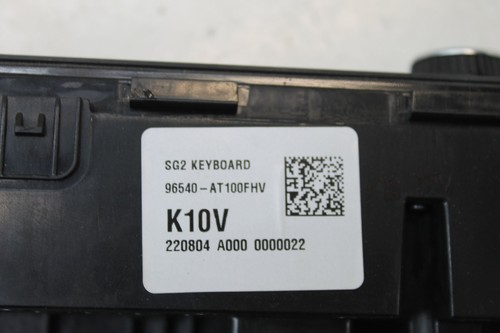 SG2 KEYBOARD
96540-AT100FHV
K10V
220804 A000 0000022